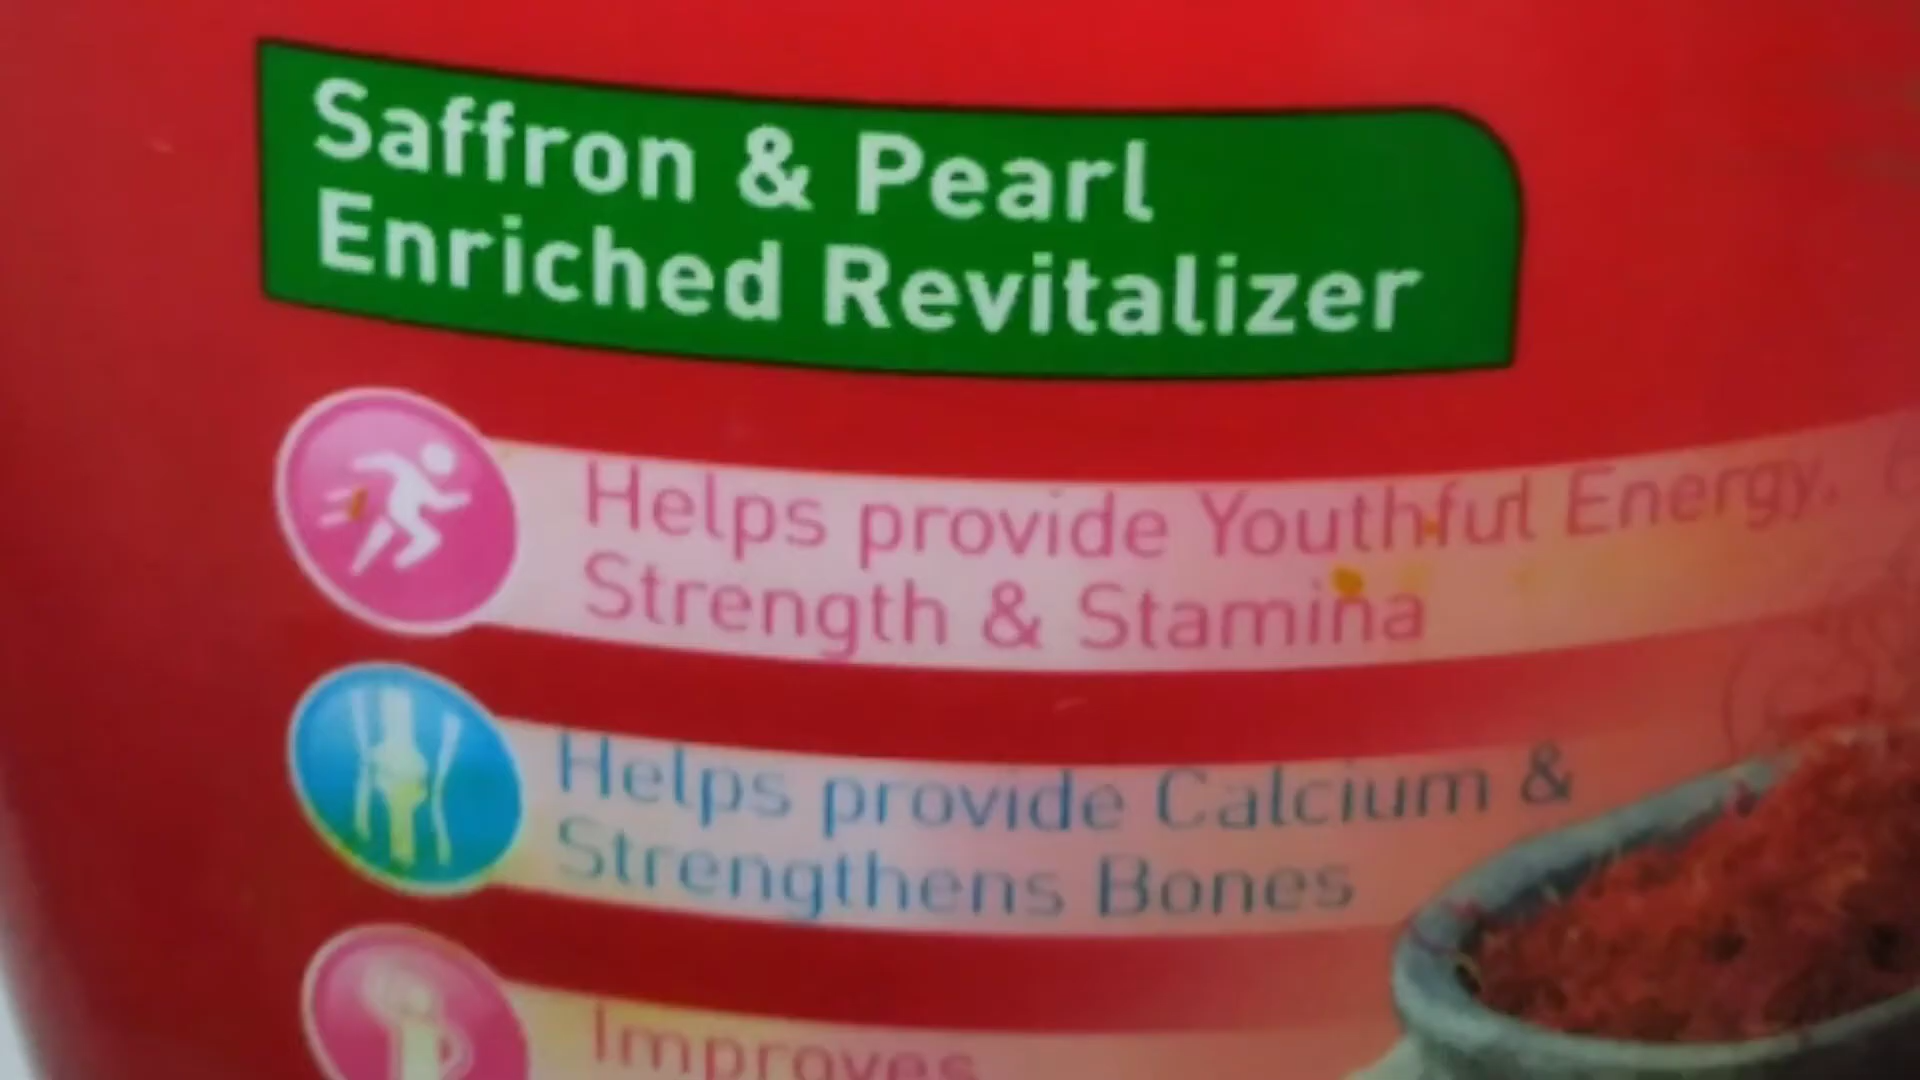 Saffron & Pearl
Enriched Revitalizer
Helps provide Youthful Energy,
Strength & Stamina
Helps provide Calcium &
Strengthens Bones
Improves